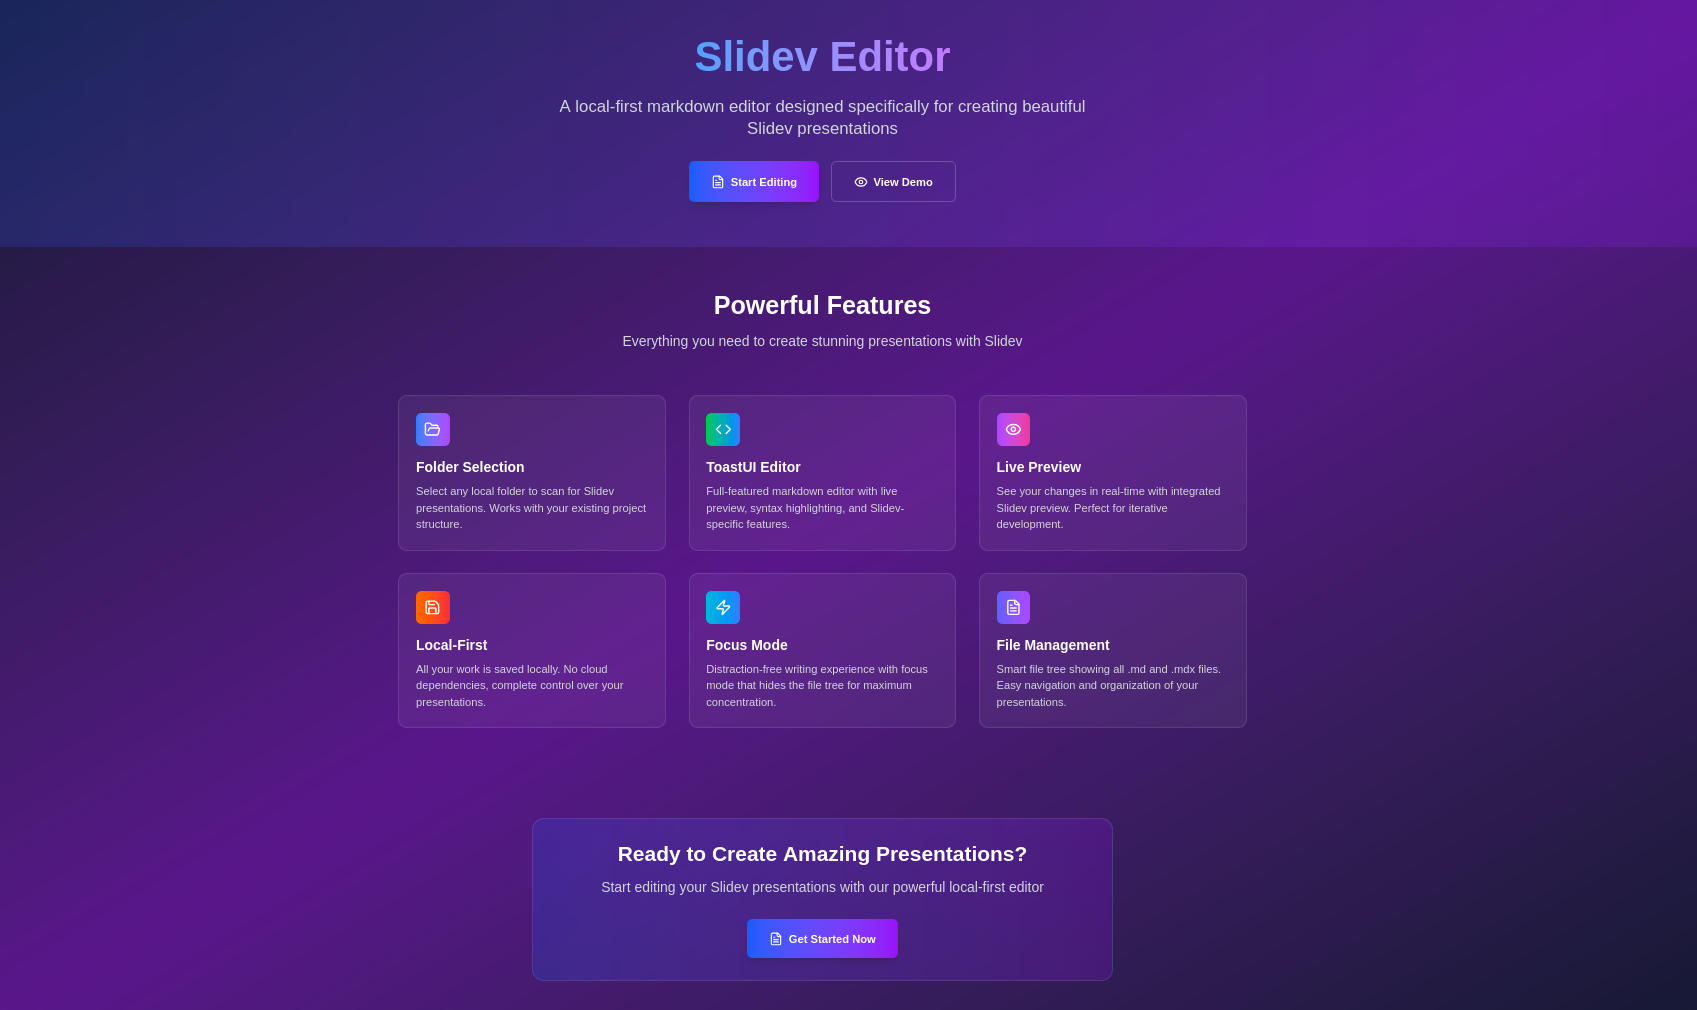 Slidev Editor
A local-first markdown editor designed specifically for creating beautiful
Slidev presentations
Start Editing
View Demo
Powerful Features
Everything you need to create stunning presentations with Slidev
Folder Selection
Select any local folder to scan for Slidev
presentations. Works with your existing project
structure.
ToastUI Editor
Full-featured markdown editor with live
preview, syntax highlighting, and Slidev-
specific features.
Live Preview
See your changes in real-time with integrated
Slidev preview. Perfect for iterative
development.
Local-First
All your work is saved locally. No cloud
dependencies, complete control over your
presentations.
Focus Mode
Distraction-free writing experience with focus
mode that hides the file tree for maximum
concentration.
File Management
Smart file tree showing all .md and .mdx files.
Easy navigation and organization of your
presentations.
Ready to Create Amazing Presentations?
Start editing your Slidev presentations with our powerful local-first editor
Get Started Now